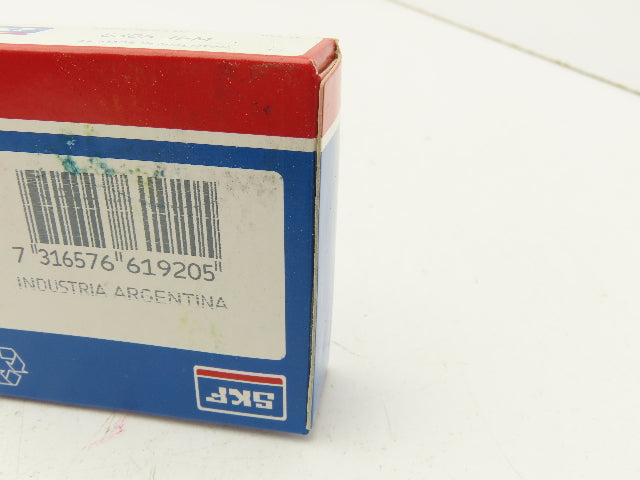 7 "316576" 619205"
INDUSTRIA ARGENTINA
SKF